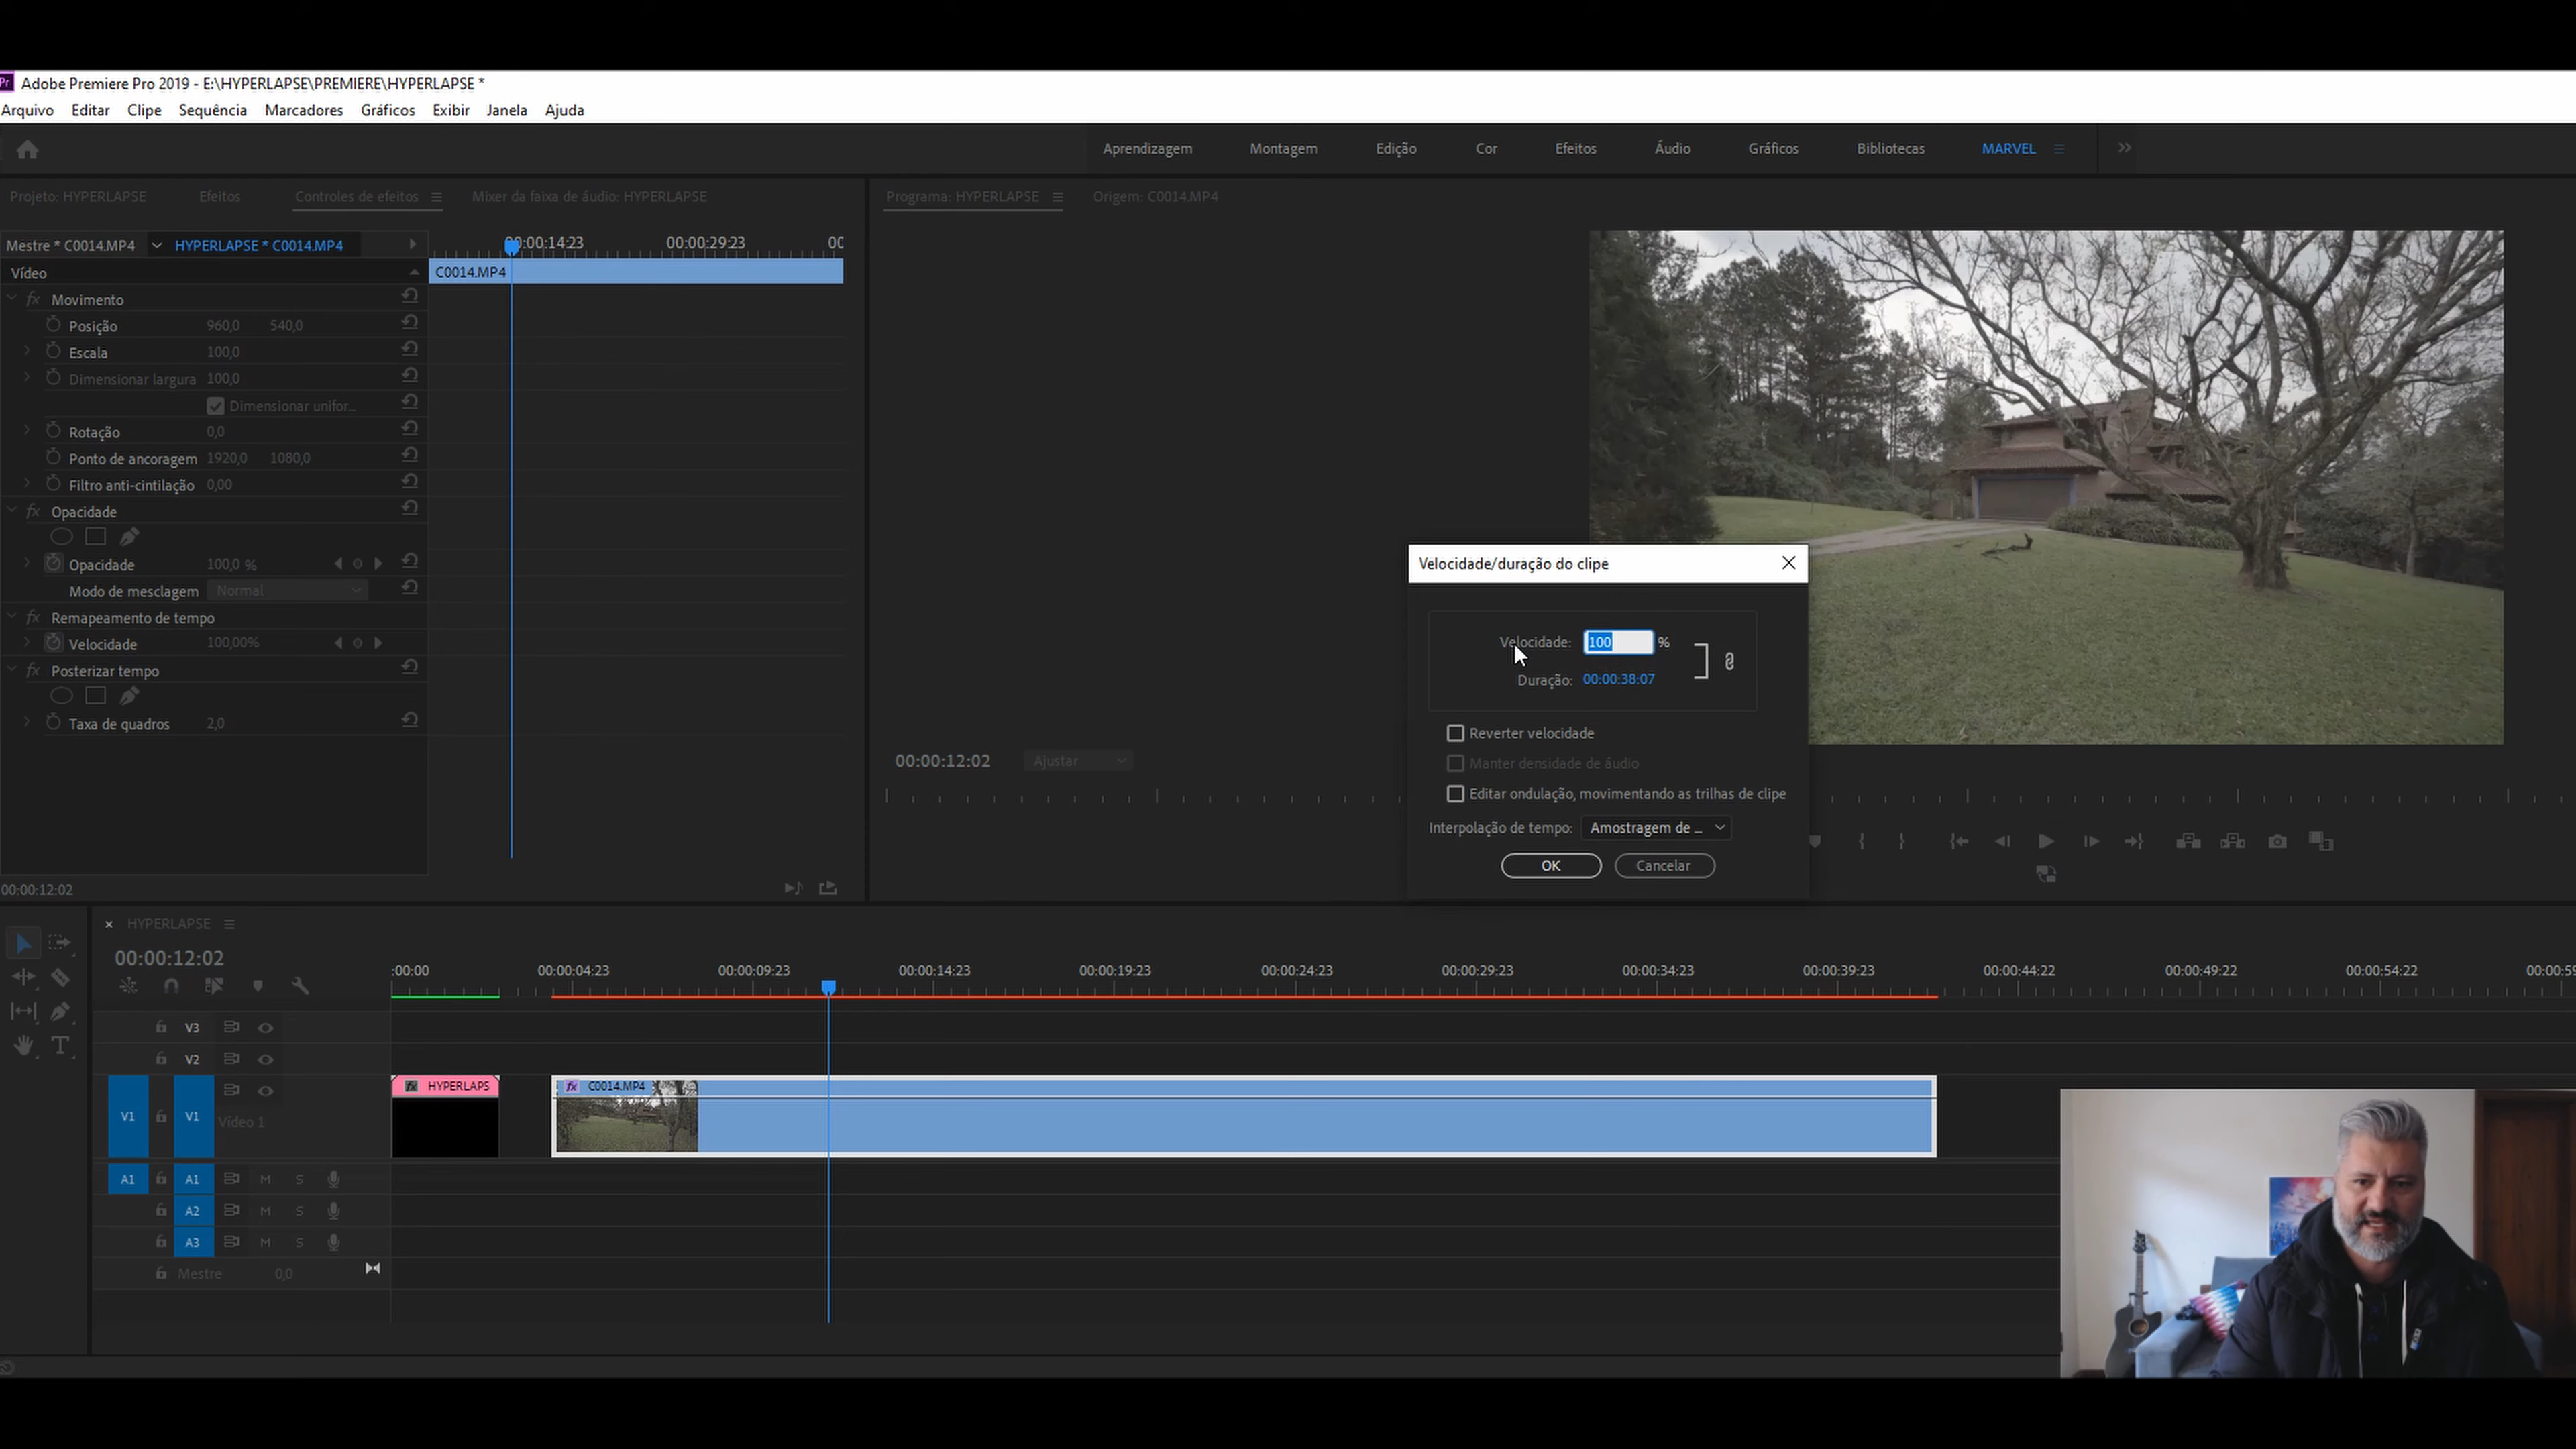 Pr Adobe Premiere Pro 2019 - E:\HYPERLAPSE\PREMIERE\HYPERLAPSE *
Arquivo Editar Clipe Sequência Marcadores Gráficos Exibir Janela Ajuda
Aprendizagem Montagem Edição Cor Efeitos Áudio Gráficos Bibliotecas MARVEL
Projeto: HYPERLAPSE Efeitos Controles de efeitos Mixer da faixa de áudio: HYPERLAPSE
Programa: HYPERLAPSE Origem: C0014.MP4
Mestre * C0014.MP4 HYPERLAPSE * C0014.MP4
00:00:14:23 00:00:29:23
Vídeo
C0014.MP4
fx Movimento
Posição 960,0 540,0
Escala 100,0
Dimensionar largura 100,0
Dimensionar unifor...
Rotação 0,0
Ponto de ancoragem 1920,0 1080,0
Filtro anti-cintilação 0,00
fx Opacidade
Opacidade 100,0 %
Modo de mesclagem Normal
fx Remapeamento de tempo
Velocidade 100,00%
fx Posterizar tempo
Taxa de quadros 2,0
00:00:12:02
00:00:12:02 Ajustar
Velocidade/duração do clipe
Velocidade: 100 %
Duração: 00:00:38:07
Reverter velocidade
Manter densidade de áudio
Editar ondulação, movimentando as trilhas de clipe
Interpolação de tempo: Amostragem de ...
OK Cancelar
× HYPERLAPSE
00:00:12:02
:00:00 00:00:04:23 00:00:09:23 00:00:14:23 00:00:19:23 00:00:24:23 00:00:29:23 00:00:34:23 00:00:39:23 00:00:44:22 00:00:49:22 00:00:54:22 00:00:59
V3
V2
V1 V1 Vídeo 1
fx HYPERLAPS
fx C0014.MP4
A1 A1 M S
A2 M S
A3 M S
Mestre 0,0